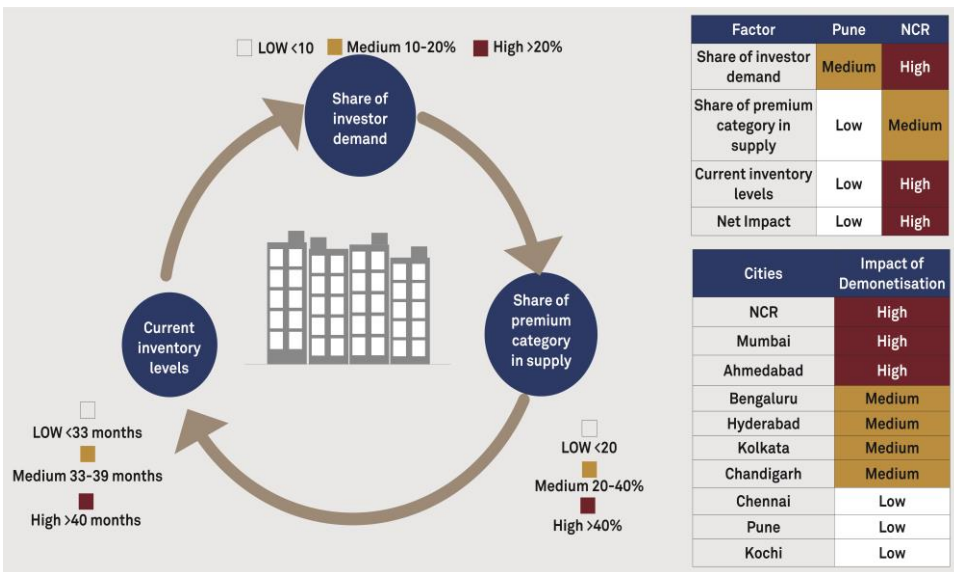 LOW <10 Medium 10-20% High >20%
Share of
investor
demand
Share of
premium
category
in supply
Current
inventory
levels
LOW <33 months
Medium 33-39 months
High >40 months
LOW <20
Medium 20-40%
High >40%
Factor Pune NCR
Share of investor
demand Medium High
Share of premium
category in
supply Low Medium
Current inventory
levels Low High
Net Impact Low High
Cities Impact of
Demonetisation
NCR High
Mumbai High
Ahmedabad High
Bengaluru Medium
Hyderabad Medium
Kolkata Medium
Chandigarh Medium
Chennai Low
Pune Low
Kochi Low